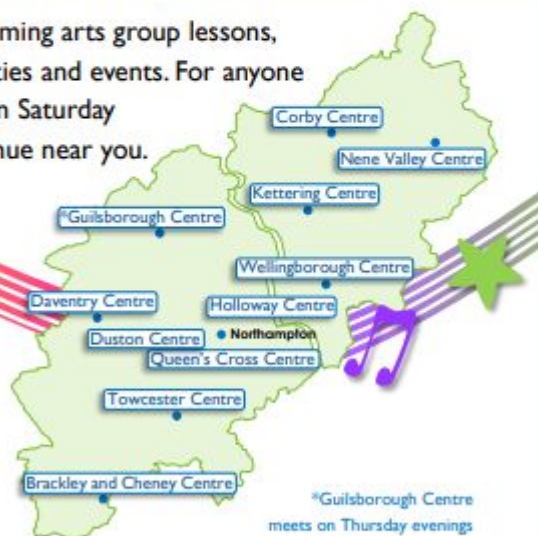 ming arts group lessons,
ties and events. For anyone
n Saturday
nue near you.
Corby Centre
Nene Valley Centre
Kettering Centre
*Guilsborough Centre
Wellingborough Centre
Daventry Centre
Holloway Centre
Duston Centre
Northampton
Queen's Cross Centre
Towcester Centre
Brackley and Cheney Centre
*Guilsborough Centre
meets on Thursday evenings